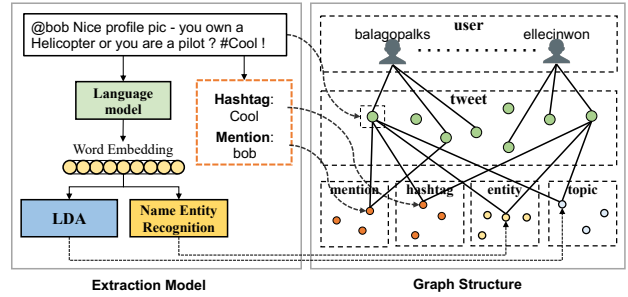 @bob Nice profile pic - you own a
Helicopter or you are a pilot ? #Cool !
Language
model
Word Embedding
LDA
Name Entity
Recognition
Hashtag:
Cool
Mention:
bob
Extraction Model
user
balagopalks
ellecinwon
tweet
mention
hashtag
entity
topic
Graph Structure